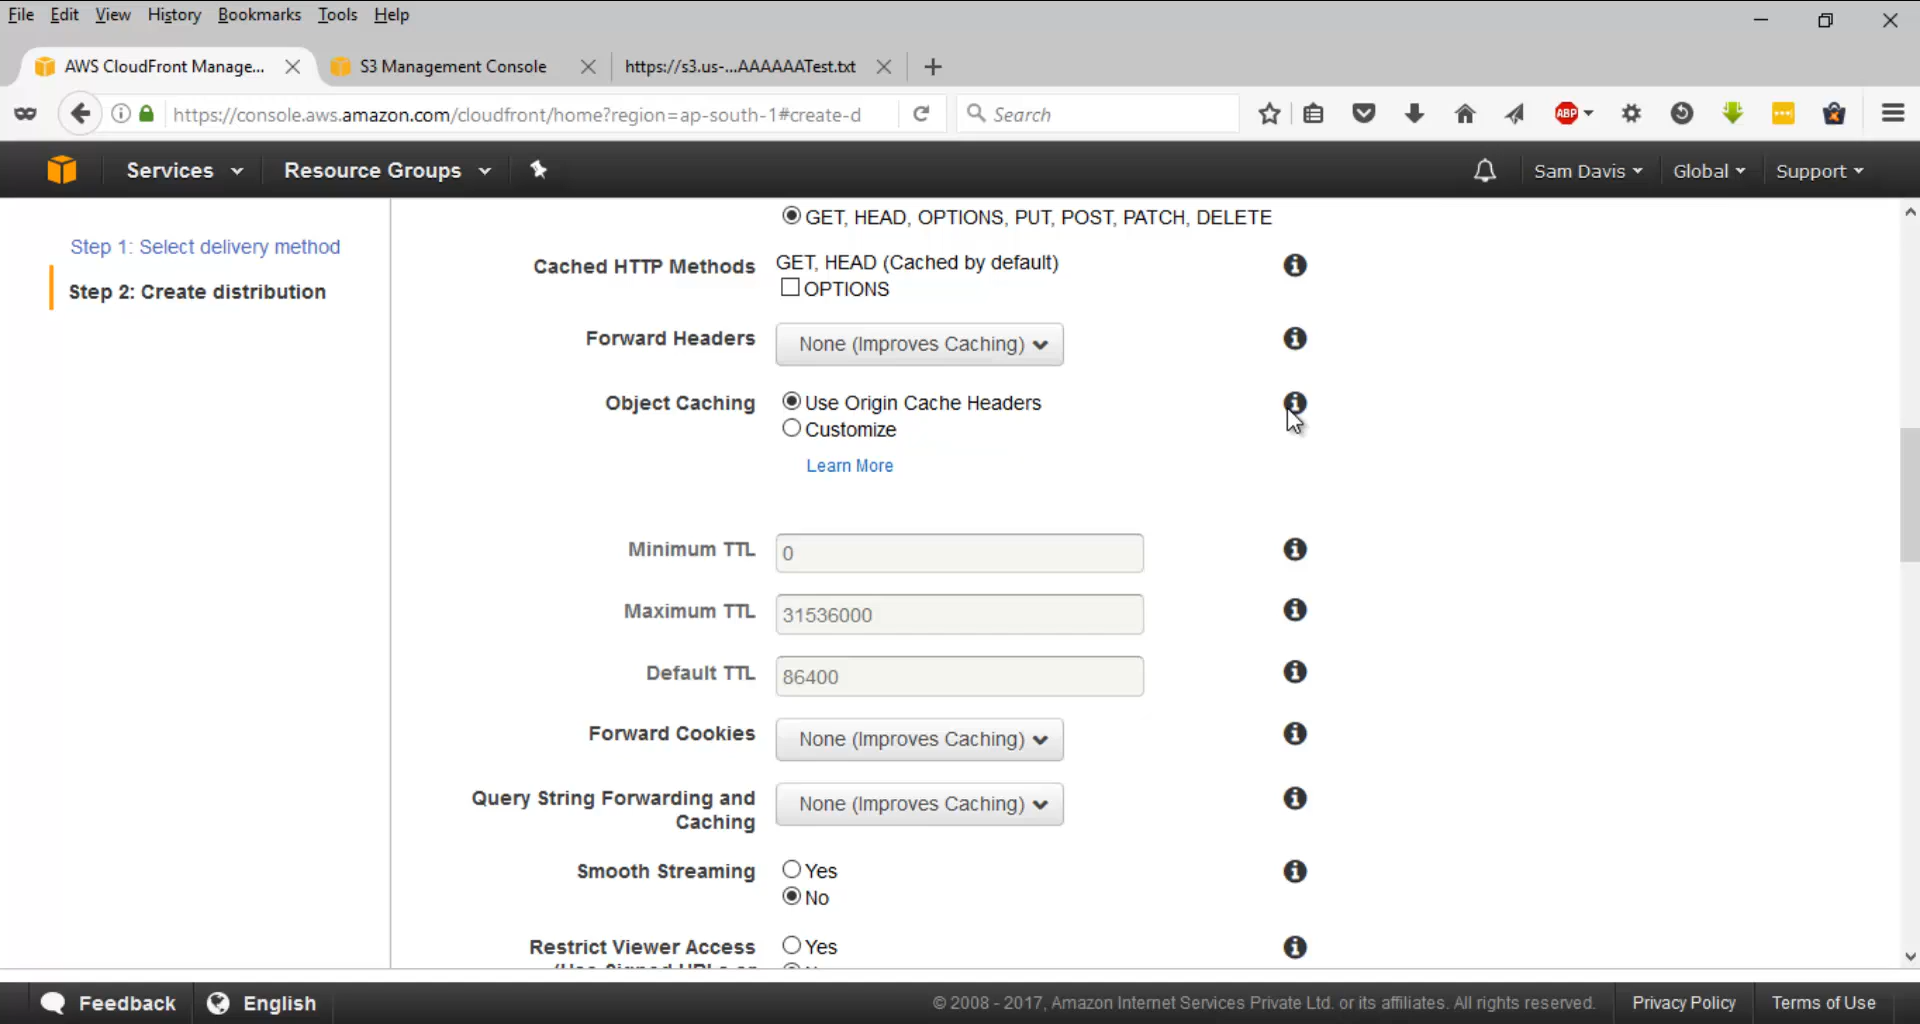 File Edit View History Bookmarks Tools Help
AWS CloudFront Manage... S3 Management Console https://s3.us-...AAAAAATest.txt
https://console.aws.amazon.com/cloudfront/home?region=ap-south-1#create-d Search ABP
Services Resource Groups Sam Davis Global Support
Step 1: Select delivery method
Step 2: Create distribution
GET, HEAD, OPTIONS, PUT, POST, PATCH, DELETE
Cached HTTP Methods GET, HEAD (Cached by default)
OPTIONS
Forward Headers None (Improves Caching)
Object Caching Use Origin Cache Headers
Customize
Learn More
Minimum TTL 0
Maximum TTL 31536000
Default TTL 86400
Forward Cookies None (Improves Caching)
Query String Forwarding and
Caching None (Improves Caching)
Smooth Streaming Yes
No
Restrict Viewer Access Yes
Feedback English © 2008 - 2017, Amazon Internet Services Private Ltd. or its affiliates. All rights reserved. Privacy Policy Terms of Use